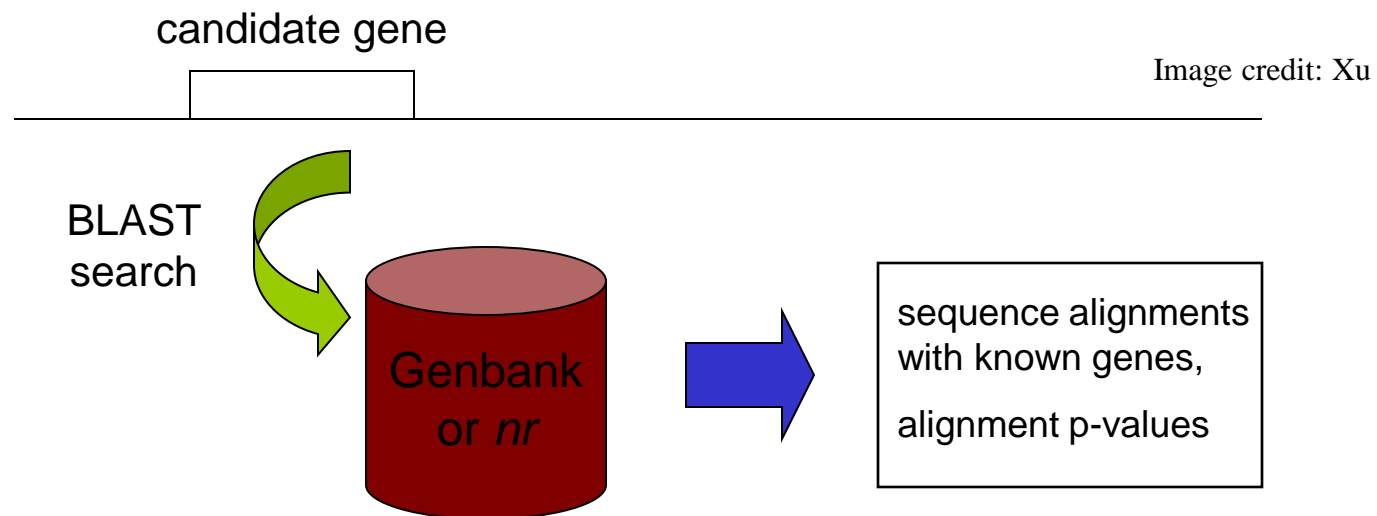 candidate gene
Image credit: Xu
BLAST
search
Genbank
or nr
sequence alignments
with known genes,
alignment p-values